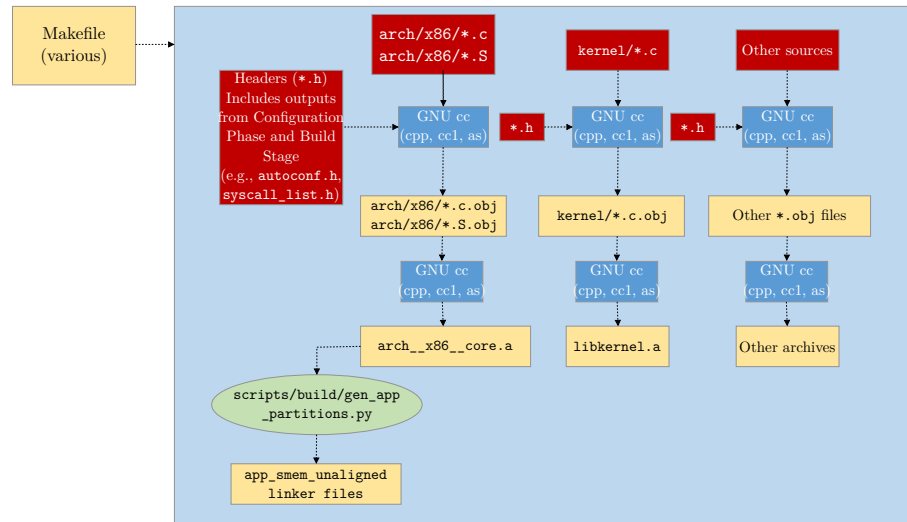 Makefile
(various)
arch/x86/*.c
arch/x86/*.S
kernel/*.c
Other sources
Headers (*.h)
Includes outputs
from Configuration
Phase and Build
Stage
(e.g., autoconf.h,
syscall_list.h)
GNU cc
(cpp, cc1, as)
*.h
GNU cc
(cpp, cc1, as)
*.h
GNU cc
(cpp, cc1, as)
arch/x86/*.c.obj
arch/x86/*.S.obj
kernel/*.c.obj
Other *.obj files
GNU cc
(cpp, cc1, as)
GNU cc
(cpp, cc1, as)
GNU cc
(cpp, cc1, as)
arch__x86__core.a
libkernel.a
Other archives
scripts/build/gen_app
_partitions.py
app_smem_unaligned
linker files